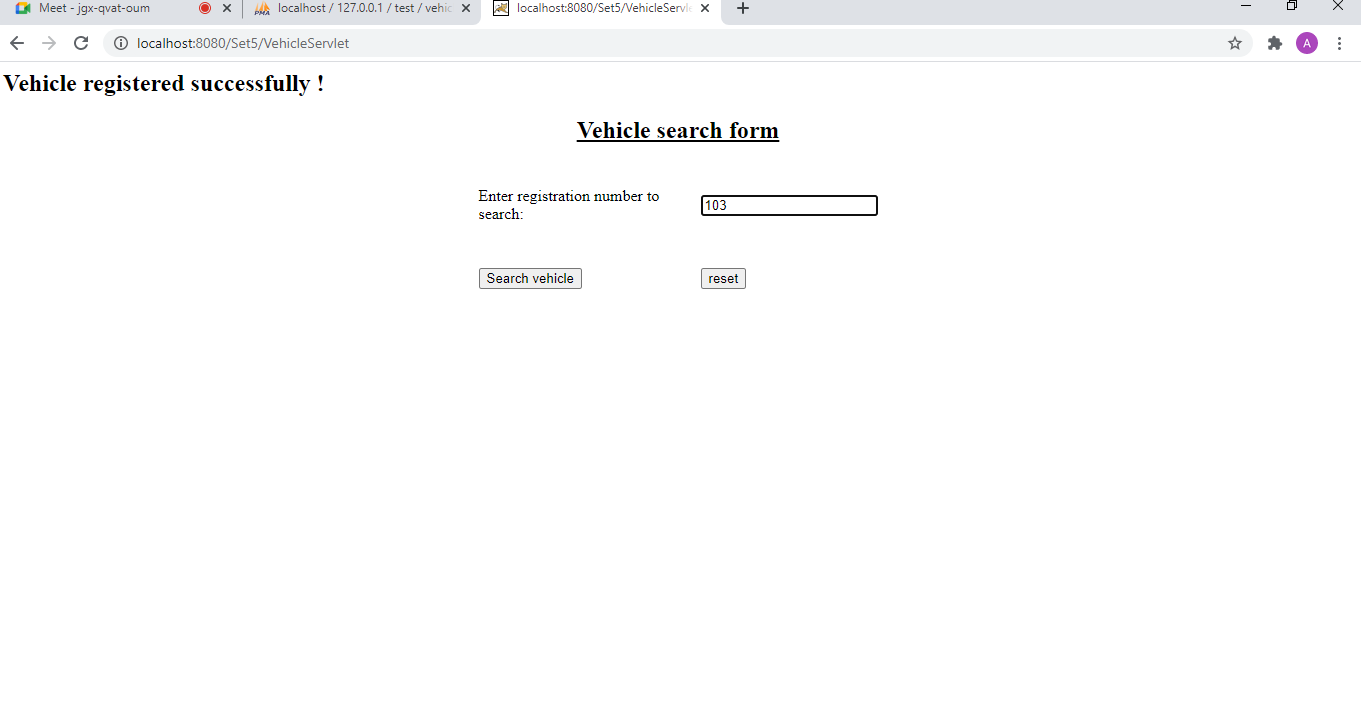 Meet - jgx-qvat-oum
localhost / 127.0.0.1 / test / vehic
localhost:8080/Set5/VehicleServle
localhost:8080/Set5/VehicleServlet
A
Vehicle registered successfully !
Vehicle search form
Enter registration number to
search:
103
Search vehicle
reset